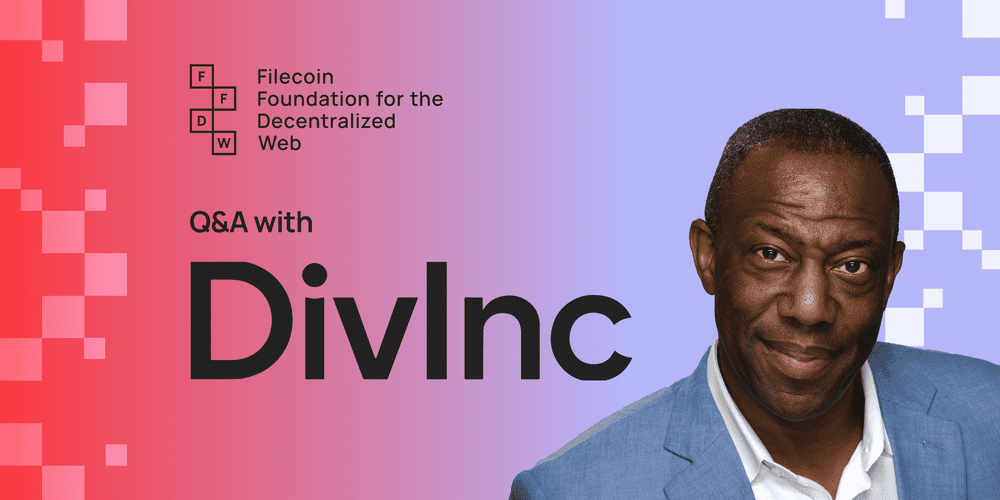 F
F
D
W
Filecoin
Foundation for the
Decentralized
Web
Q&A with
DivInc